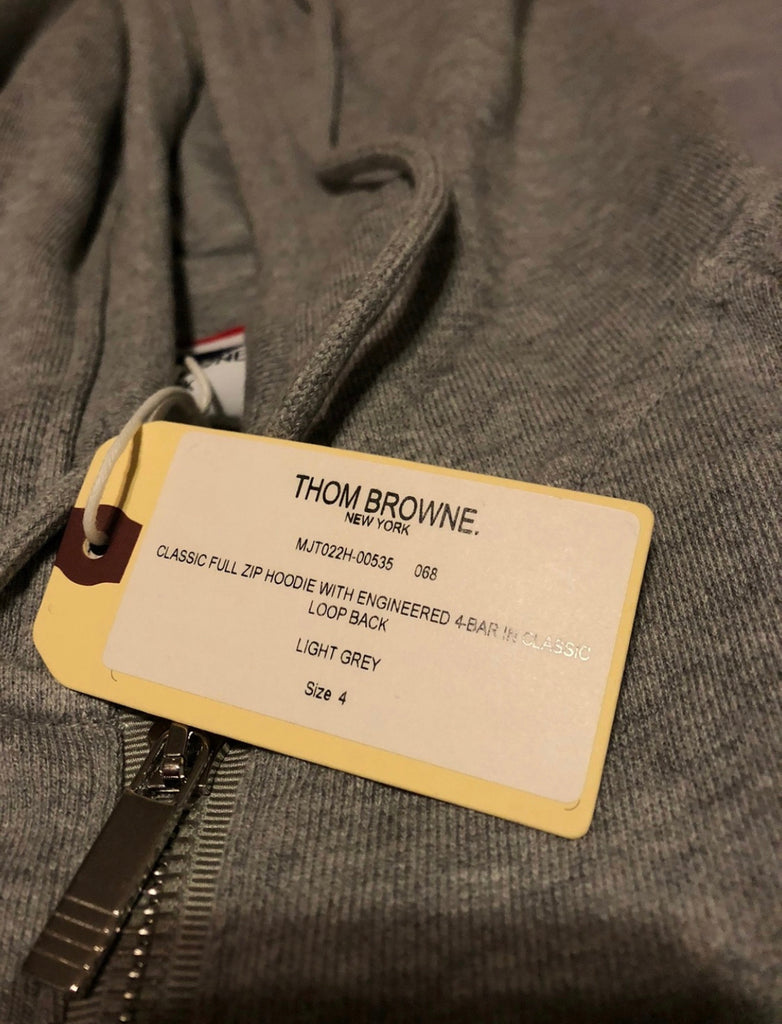 THOM BROWNE.
NEW YORK
MJT022H-00535 068
CLASSIC FULL ZIP HOODIE WITH ENGINEERED 4-BAR IN CLASSIC
LOOP BACK
LIGHT GREY
Size 4